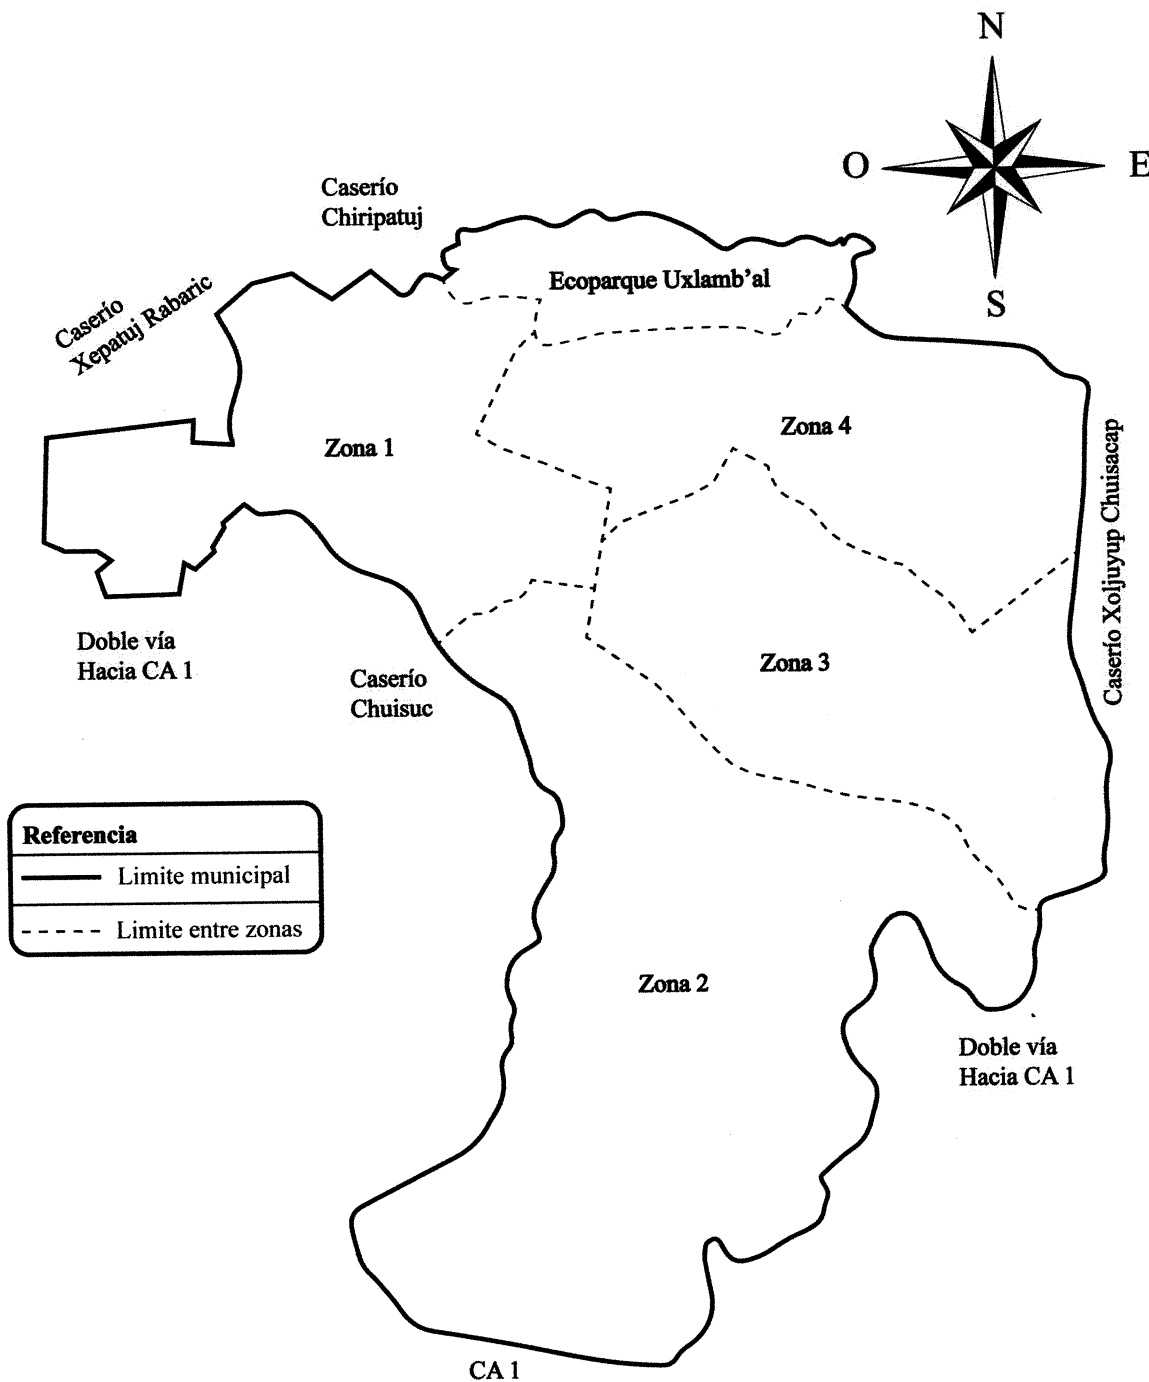 N
O
E
S
Caserío
Chiripatuj
Caserío
Xepatuj Rabaric
Ecoparque Uxlamb'al
Zona 1
Zona 4
Caserío Xoljuyup Chuisacap
Doble vía
Hacia CA 1
Caserío
Chuisuc
Zona 3
Referencia
Limite municipal
Limite entre zonas
Zona 2
Doble vía
Hacia CA 1
CA 1